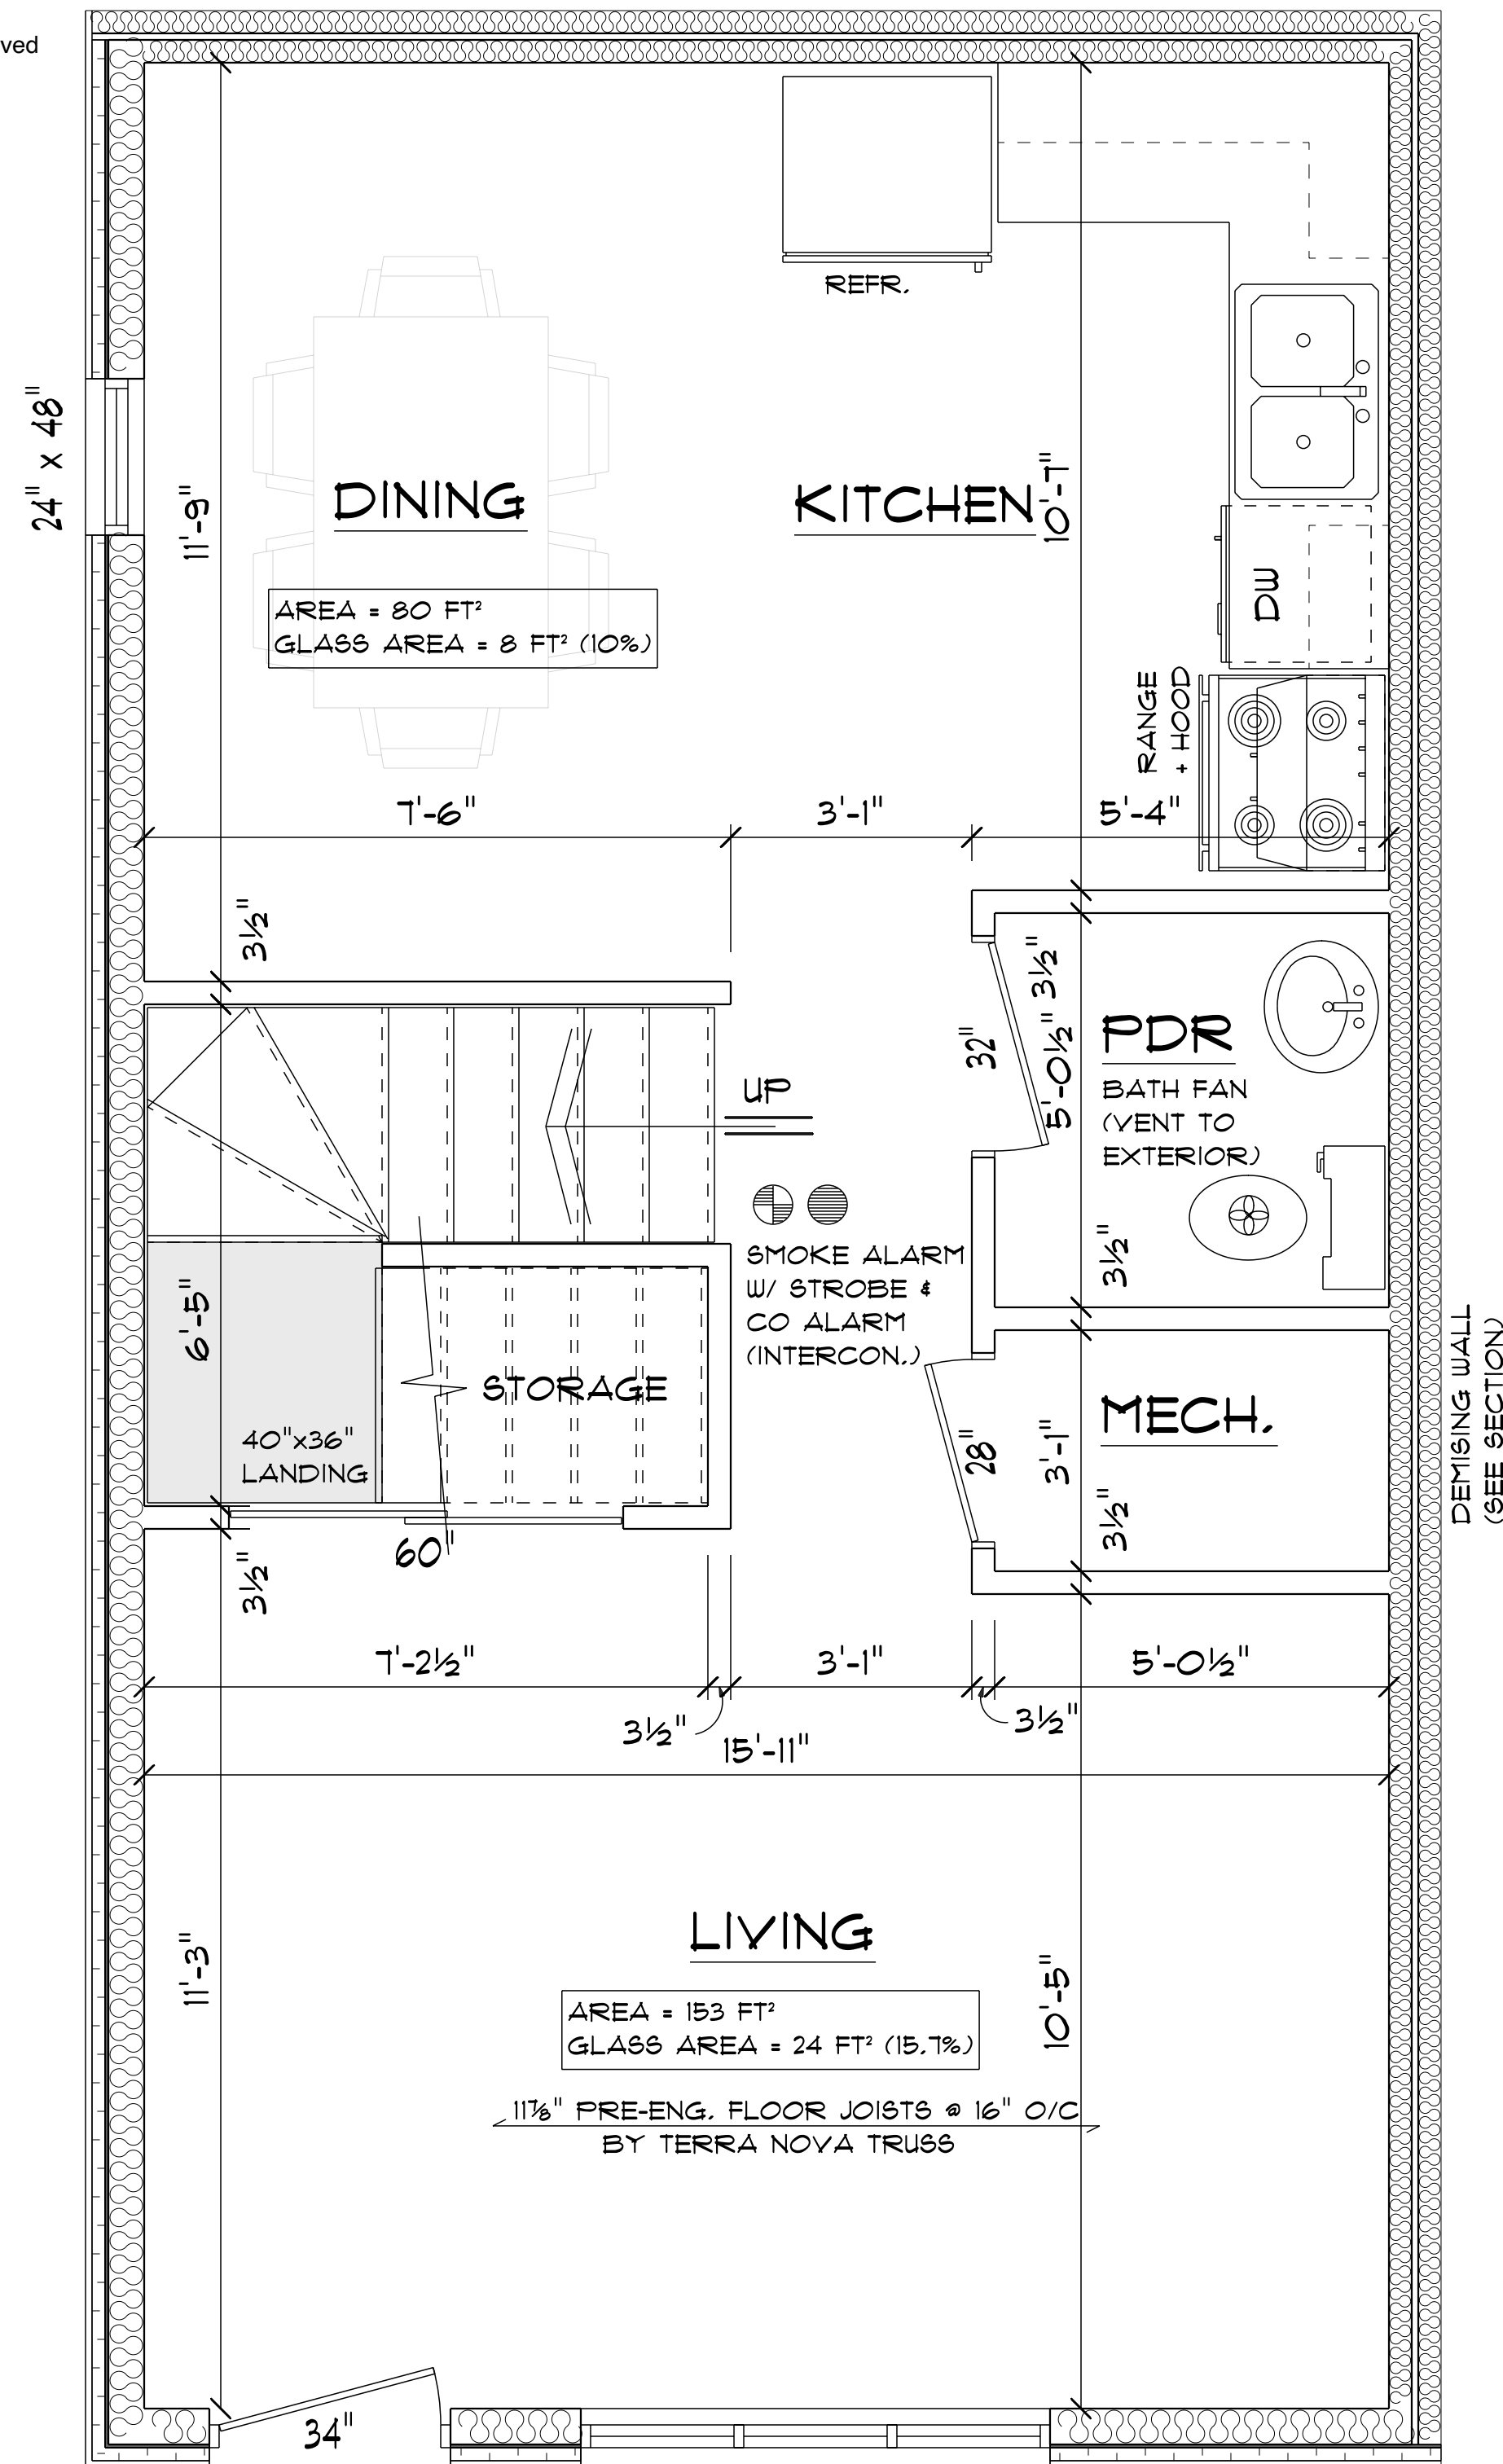 ved
REFR.
24" x 48"
11'-9"
DINING
KITCHEN
10'-7"
AREA = 80 FT²
GLASS AREA = 8 FT² (10%)
DW
RANGE
+ HOOD
7'-6"
3'-1"
5'-4"
3½"
3½"
32"
5'-0½"
PDR
BATH FAN
(VENT TO
EXTERIOR)
UP
SMOKE ALARM
W/ STROBE &
CO ALARM
(INTERCON.)
3½"
6'-5"
STORAGE
40"x36"
LANDING
MECH.
28"
3'-1"
3½"
DEMISING WALL
(SEE SECTION)
60"
3½"
7'-2½"
3'-1"
5'-0½"
3½"
3½"
15'-11"
LIVING
11'-3"
10'-5"
AREA = 153 FT²
GLASS AREA = 24 FT² (15.7%)
11⅞" PRE-ENG. FLOOR JOISTS @ 16" O/C
BY TERRA NOVA TRUSS
34"